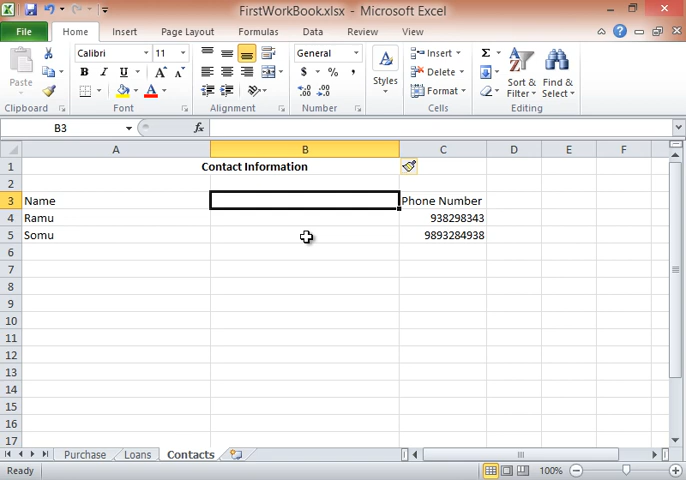 FirstWorkBook.xlsx - Microsoft Excel
File Home Insert Page Layout Formulas Data Review View
Paste
Calibri 11
B I U A A
A
General
$ % ,
Styles
Insert
Delete
Format
Σ
Sort & Filter
Find & Select
Clipboard Font Alignment Number Cells Editing
B3 fx
A B C D E F
1 Contact Information
2
3 Name Phone Number
4 Ramu 938298343
5 Somu 9893284938
6
7
8
9
10
11
12
13
14
15
16
17
Purchase Loans Contacts
Ready 100%